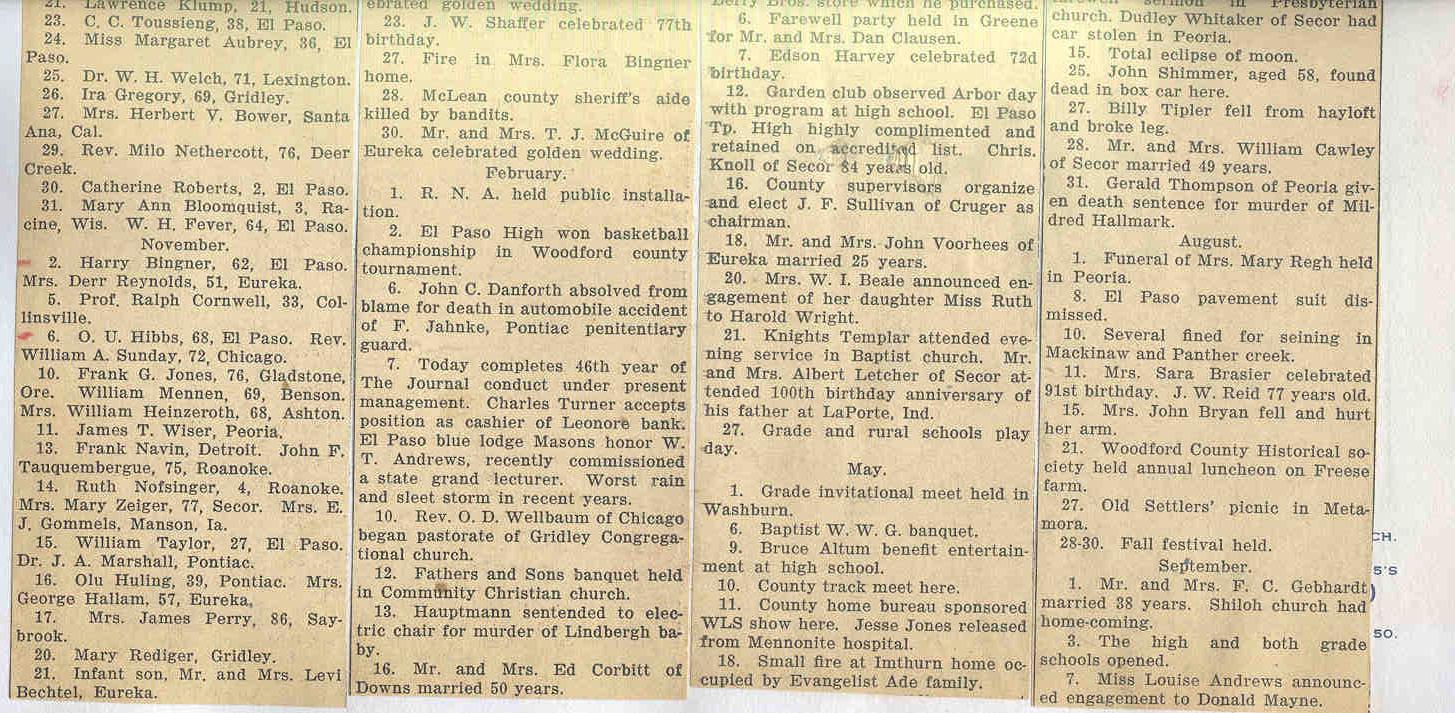 21. Lawrence Klump, 21, Hudson.
23. C. C. Toussieng, 38, El Paso.
24. Miss Margaret Aubrey, 36, El
Paso.
25. Dr. W. H. Welch, 71, Lexington.
26. Ira Gregory, 69, Gridley.
27. Mrs. Herbert V. Bower, Santa
Ana, Cal.
29. Rev. Milo Nethercott, 76, Deer
Creek.
30. Catherine Roberts, 2, El Paso.
31. Mary Ann Bloomquist, 3, Ra-
cine, Wis. W. H. Fever, 64, El Paso.
November.
2. Harry Bingner, 62, El Paso.
Mrs. Derr Reynolds, 51, Eureka.
5. Prof. Ralph Cornwell, 33, Col-
linsville.
6. O. U. Hibbs, 68, El Paso. Rev.
William A. Sunday, 72, Chicago.
10. Frank G. Jones, 76, Gladstone,
Ore. William Mennen, 69, Benson.
Mrs. William Heinzeroth, 68, Ashton.
11. James T. Wiser, Peoria.
13. Frank Navin, Detroit. John F.
Tauquembergue, 75, Roanoke.
14. Ruth Nofsinger, 4, Roanoke.
Mrs. Mary Zeiger, 77, Secor. Mrs. E.
J. Gommels, Manson, Ia.
15. William Taylor, 27, El Paso.
Dr. J. A. Marshall, Pontiac.
16. Olu Huling, 39, Pontiac. Mrs.
George Hallam, 57, Eureka.
17. Mrs. James Perry, 86, Say-
brook.
20. Mary Rediger, Gridley.
21. Infant son, Mr. and Mrs. Levi
Bechtel, Eureka.
ebrated golden wedding.
23. J. W. Shaffer celebrated 77th
birthday.
27. Fire in Mrs. Flora Bingner
home.
28. McLean county sheriff's aide
killed by bandits.
30. Mr. and Mrs. T. J. McGuire of
Eureka celebrated golden wedding.
February.
1. R. N. A. held public installa-
tion.
2. El Paso High won basketball
championship in Woodford county
tournament.
6. John C. Danforth absolved from
blame for death in automobile accident
of F. Jahnke, Pontiac penitentiary
guard.
7. Today completes 46th year of
The Journal conduct under present
management. Charles Turner accepts
position as cashier of Leonore bank.
El Paso blue lodge Masons honor W.
T. Andrews, recently commissioned
a state grand lecturer. Worst rain
and sleet storm in recent years.
10. Rev. O. D. Wellbaum of Chicago
began pastorate of Gridley Congrega-
tional church.
12. Fathers and Sons banquet held
in Community Christian church.
13. Hauptmann sentended to elec-
tric chair for murder of Lindbergh ba-
by.
16. Mr. and Mrs. Ed Corbitt of
Downs married 50 years.
Bros. store which he purchased.
6. Farewell party held in Greene
for Mr. and Mrs. Dan Clausen.
7. Edson Harvey celebrated 72d
birthday.
12. Garden club observed Arbor day
with program at high school. El Paso
Tp. High highly complimented and
retained on accredited list. Chris.
Knoll of Secor 84 years old.
16. County supervisors organize
and elect J. F. Sullivan of Cruger as
chairman.
18. Mr. and Mrs. John Voorhees of
Eureka married 25 years.
20. Mrs. W. I. Beale announced en-
gagement of her daughter Miss Ruth
to Harold Wright.
21. Knights Templar attended eve-
ning service in Baptist church. Mr.
and Mrs. Albert Letcher of Secor at-
tended 100th birthday anniversary of
his father at LaPorte, Ind.
27. Grade and rural schools play
day.
May.
1. Grade invitational meet held in
Washburn.
6. Baptist W. W. G. banquet.
9. Bruce Altum benefit entertain-
ment at high school.
10. County track meet here.
11. County home bureau sponsored
WLS show here. Jesse Jones released
from Mennonite hospital.
18. Small fire at Imthurn home oc-
cupied by Evangelist Ade family.
sermon in Presbyterian
church. Dudley Whitaker of Secor had
car stolen in Peoria.
15. Total eclipse of moon.
25. John Shimmer, aged 58, found
dead in box car here.
27. Billy Tipler fell from hayloft
and broke leg.
28. Mr. and Mrs. William Cawley
of Secor married 49 years.
31. Gerald Thompson of Peoria giv-
en death sentence for murder of Mil-
dred Hallmark.
August.
1. Funeral of Mrs. Mary Regh held
in Peoria.
8. El Paso pavement suit dis-
missed.
10. Several fined for seining in
Mackinaw and Panther creek.
11. Mrs. Sara Brasier celebrated
91st birthday. J. W. Reid 77 years old.
15. Mrs. John Bryan fell and hurt
her arm.
21. Woodford County Historical so-
ciety held annual luncheon on Freese
farm.
27. Old Settlers' picnic in Meta-
mora.
28-30. Fall festival held.
September.
1. Mr. and Mrs. F. C. Gebhardt
married 38 years. Shiloh church had
home-coming.
3. The high and both grade
schools opened.
7. Miss Louise Andrews announc-
ed engagement to Donald Mayne.
CH.
S'S
)
SO.